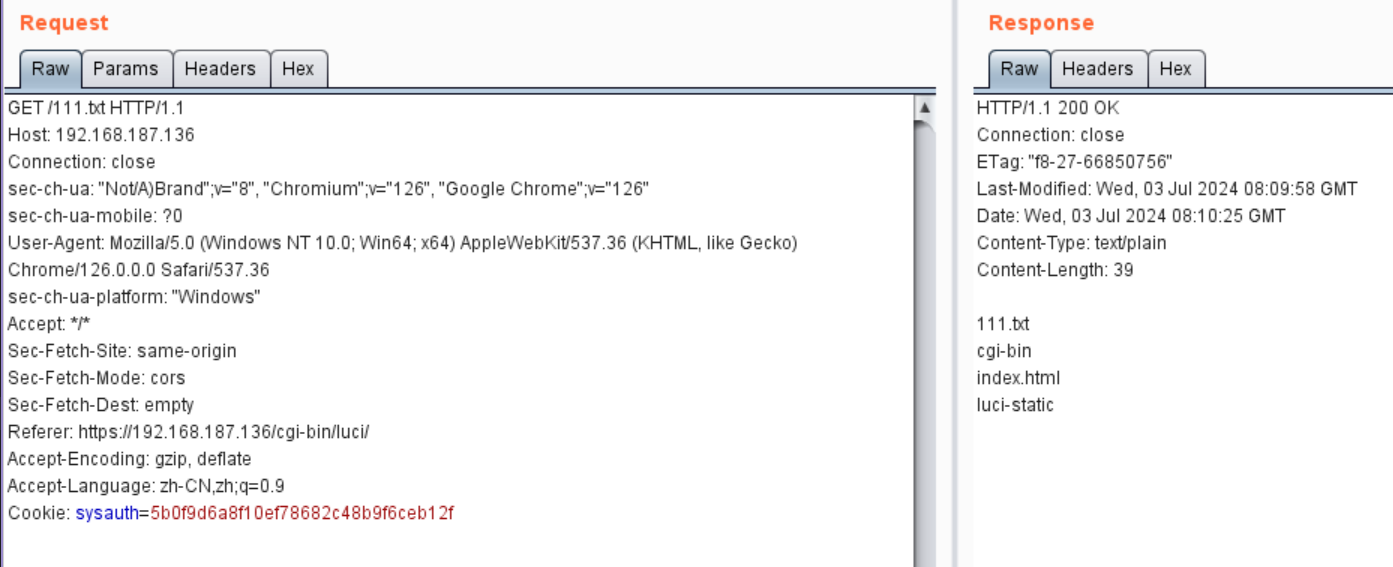 Request
Raw Params Headers Hex
GET /111.txt HTTP/1.1
Host: 192.168.187.136
Connection: close
sec-ch-ua: "Not/A)Brand";v="8", "Chromium";v="126", "Google Chrome";v="126"
sec-ch-ua-mobile: ?0
User-Agent: Mozilla/5.0 (Windows NT 10.0; Win64; x64) AppleWebKit/537.36 (KHTML, like Gecko)
Chrome/126.0.0.0 Safari/537.36
sec-ch-ua-platform: "Windows"
Accept: */*
Sec-Fetch-Site: same-origin
Sec-Fetch-Mode: cors
Sec-Fetch-Dest: empty
Referer: https://192.168.187.136/cgi-bin/luci/
Accept-Encoding: gzip, deflate
Accept-Language: zh-CN,zh;q=0.9
Cookie: sysauth=5b0f9d6a8f10ef78682c48b9f6ceb12f
Response
Raw Headers Hex
HTTP/1.1 200 OK
Connection: close
ETag: "f8-27-66850756"
Last-Modified: Wed, 03 Jul 2024 08:09:58 GMT
Date: Wed, 03 Jul 2024 08:10:25 GMT
Content-Type: text/plain
Content-Length: 39
111.txt
cgi-bin
index.html
luci-static